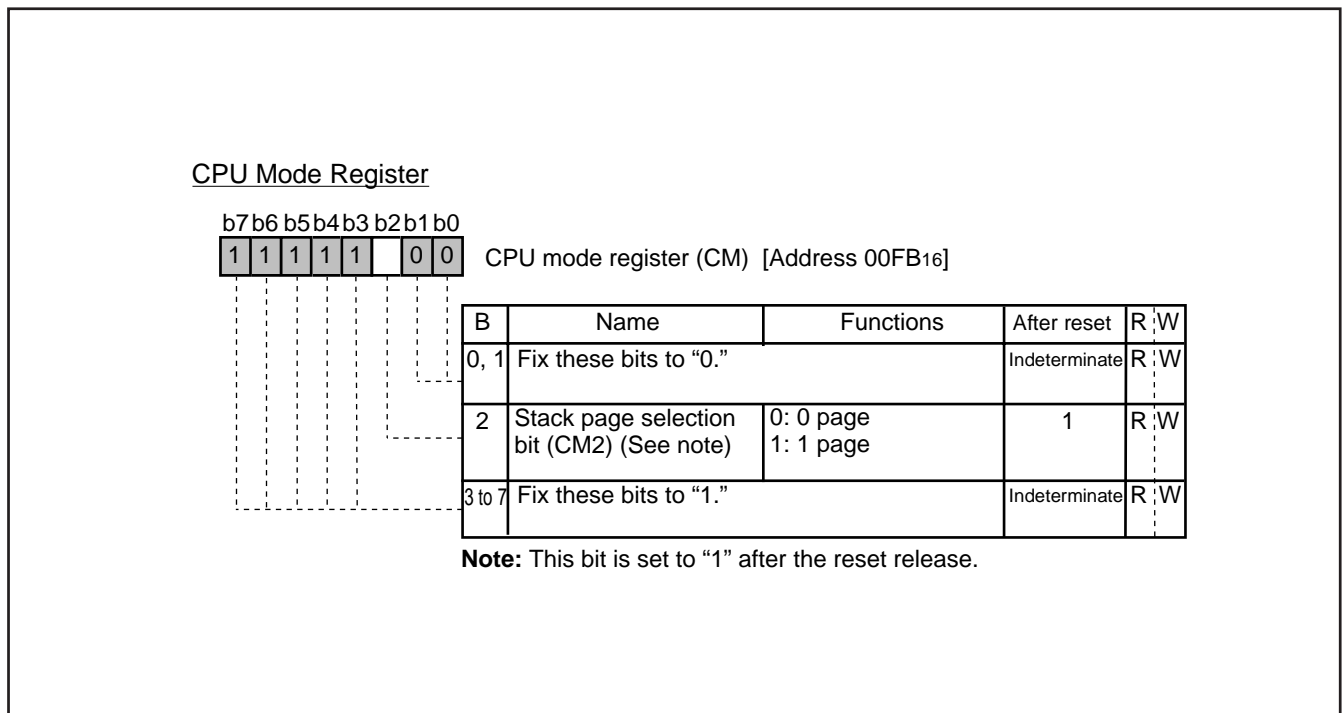 CPU Mode Register
b7 b6 b5 b4 b3 b2 b1 b0
1 1 1 1 1 0 0 CPU mode register (CM) [Address 00FB16]
B Name Functions After reset R W
0, 1 Fix these bits to “0.” Indeterminate R W
2 Stack page selection 0: 0 page 1 R W
bit (CM2) (See note) 1: 1 page
3 to 7 Fix these bits to “1.” Indeterminate R W
Note: This bit is set to “1” after the reset release.